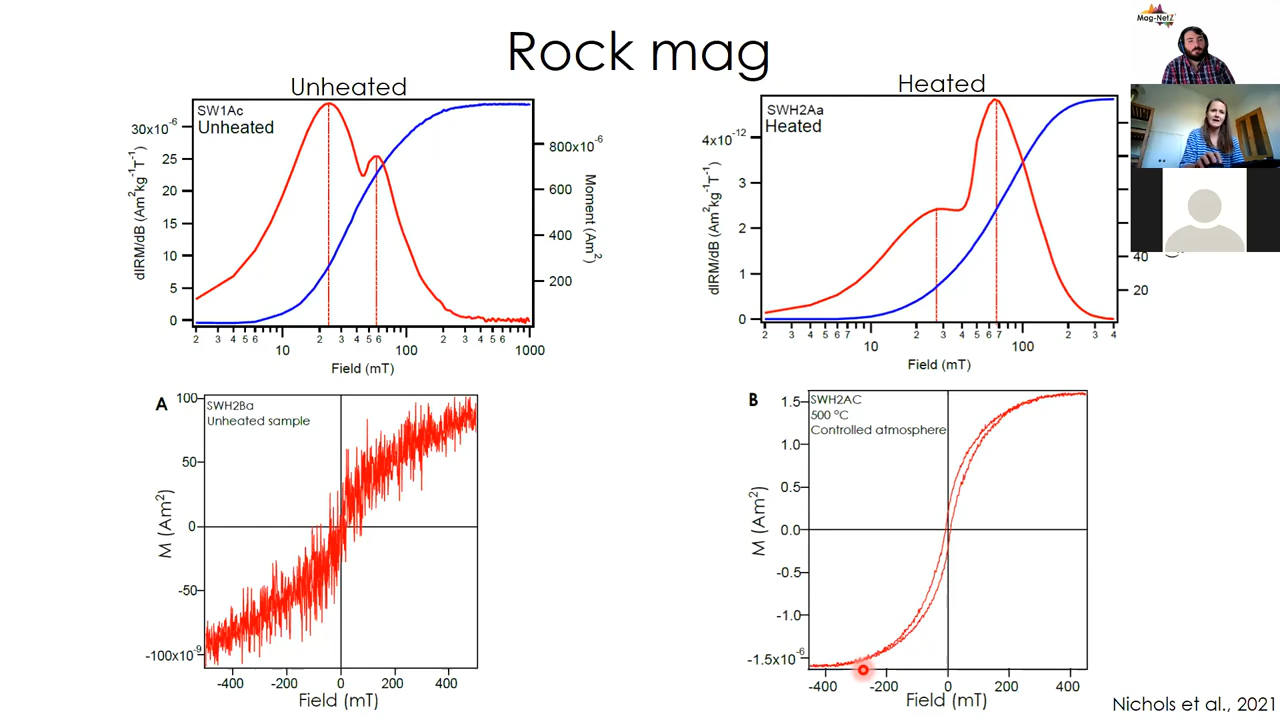 Rock mag
Mag-NetZ
Unheated
Heated
SW1Ac
Unheated
30x10⁻⁶
25
20
15
10
5
0
dIRM/dB (Am²kg⁻¹T⁻¹)
800x10⁻⁶
600
400
200
Moment (Am²)
2 3 4 5 6 10 2 3 4 5 6 100 2 3 4 5 6 1000
Field (mT)
SWH2Aa
Heated
4x10⁻¹²
3
2
1
0
dIRM/dB (Am²kg⁻¹T⁻¹)
40
20
2 3 4 5 6 7 10 2 3 4 5 6 7 100 2 3 4
Field (mT)
A
SWH2Ba
Unheated sample
100
50
0
-50
-100x10⁻⁹
M (Am²)
-400 -200 0 200 400
Field (mT)
B
SWH2AC
500 °C
Controlled atmosphere
1.5
1.0
0.5
0.0
-0.5
-1.0
-1.5x10⁻⁶
M (Am²)
-400 -200 0 200 400
Field (mT)
Nichols et al., 2021